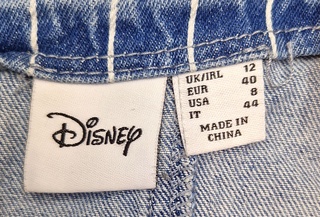 Disney
UK/IRL 12
EUR 40
USA 8
IT 44
MADE IN
CHINA